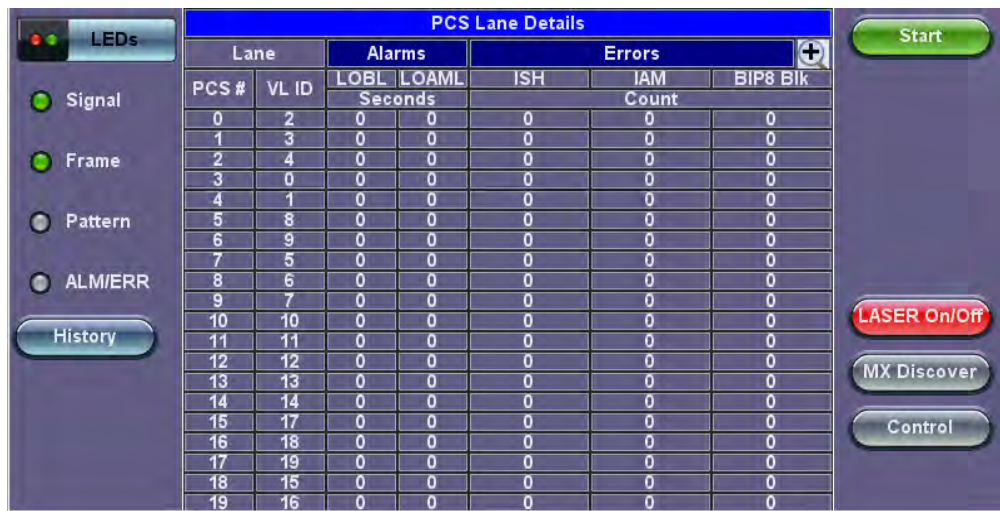 LEDs
Signal
Frame
Pattern
ALM/ERR
History
PCS Lane Details
Lane Alarms Errors
PCS # VL ID LOBL LOAML ISH IAM BIP8 Blk
Seconds Count
0 2 0 0 0 0 0
1 3 0 0 0 0 0
2 4 0 0 0 0 0
3 0 0 0 0 0 0
4 1 0 0 0 0 0
5 8 0 0 0 0 0
6 9 0 0 0 0 0
7 5 0 0 0 0 0
8 6 0 0 0 0 0
9 7 0 0 0 0 0
10 10 0 0 0 0 0
11 11 0 0 0 0 0
12 12 0 0 0 0 0
13 13 0 0 0 0 0
14 14 0 0 0 0 0
15 17 0 0 0 0 0
16 18 0 0 0 0 0
17 19 0 0 0 0 0
18 15 0 0 0 0 0
19 16 0 0 0 0 0
Start
LASER On/Off
MX Discover
Control